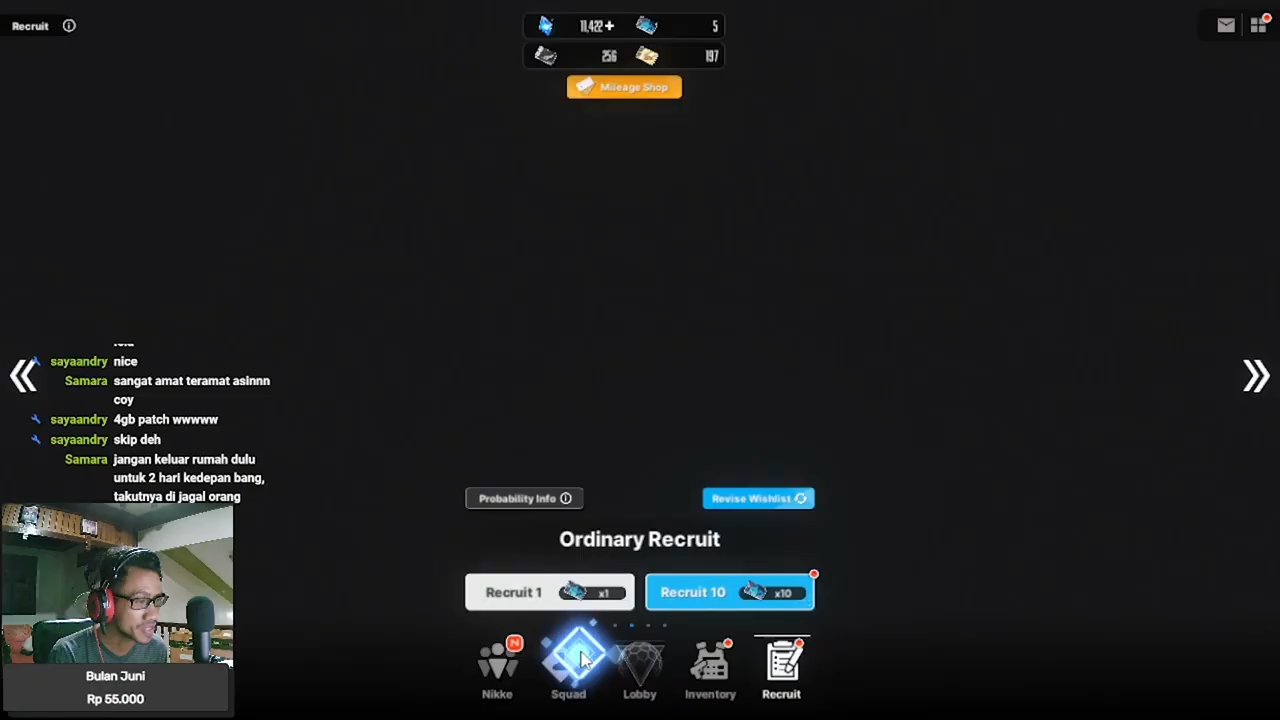 Recruit
11,422 +
5
256
197
Mileage Shop
sayaandry nice
Samara sangat amat teramat asinnn
coy
sayaandry 4gb patch wwwww
sayaandry skip deh
Samara jangan keluar rumah dulu
untuk 2 hari kedepan bang,
takutnya di jagal orang
Probability Info
Revise Wishlist
Ordinary Recruit
Recruit 1
x1
Recruit 10
x10
N
Nikke
Squad
Lobby
Inventory
Recruit
Bulan Juni
Rp 55.000